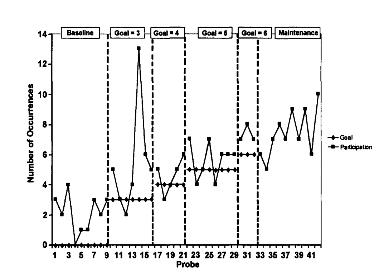 Baseline Goal = 3 Goal = 4 Goal = 5 Goal = 6 Maintenance
14
12
10
8
6
4
2
0
Number of Occurrences
1 3 5 7 9 11 13 15 17 19 21 23 25 27 29 31 33 35 37 39 41
Probe
Goal
Participation